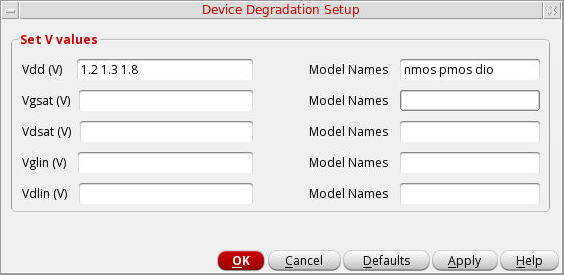 Device Degradation Setup
Set V values
Vdd (V) 1.2 1.3 1.8 Model Names nmos pmos dio
Vgsat (V) Model Names
Vdsat (V) Model Names
Vglin (V) Model Names
Vdlin (V) Model Names
OK Cancel Defaults Apply Help